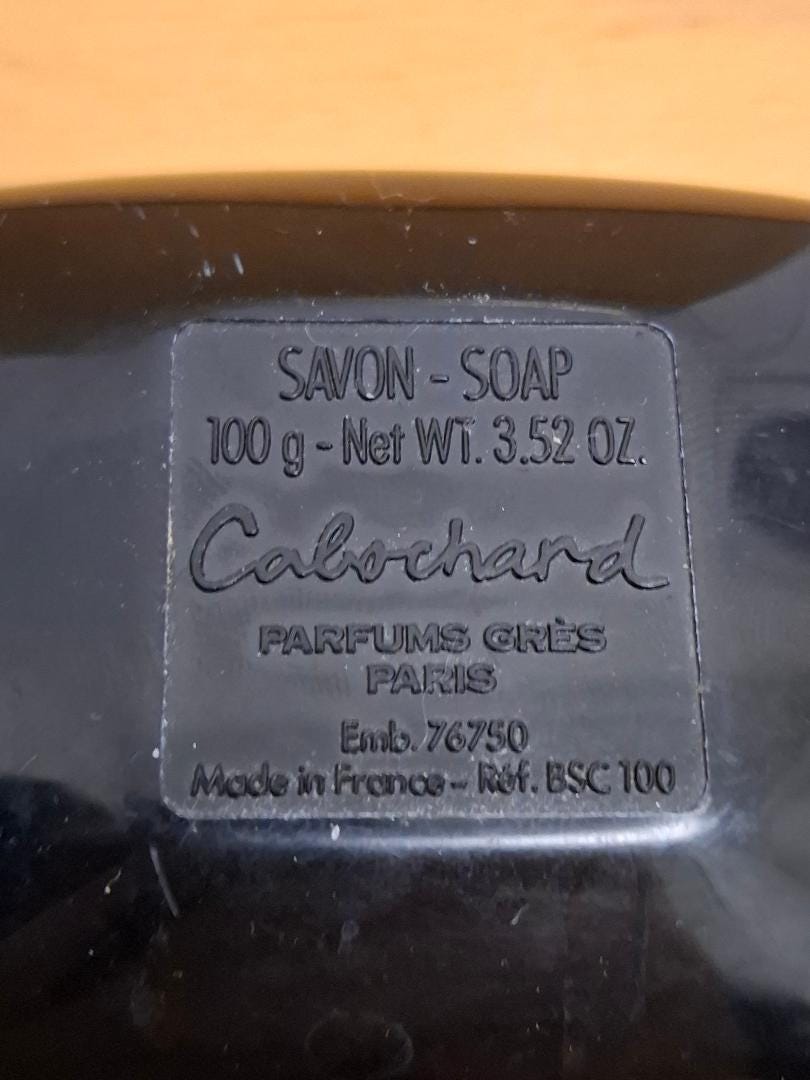 SAVON - SOAP
100 g - Net WT. 3.52 OZ.
Cabochard
PARFUMS GRÈS
PARIS
Emb. 76750
Made in France - Réf. BSC 100